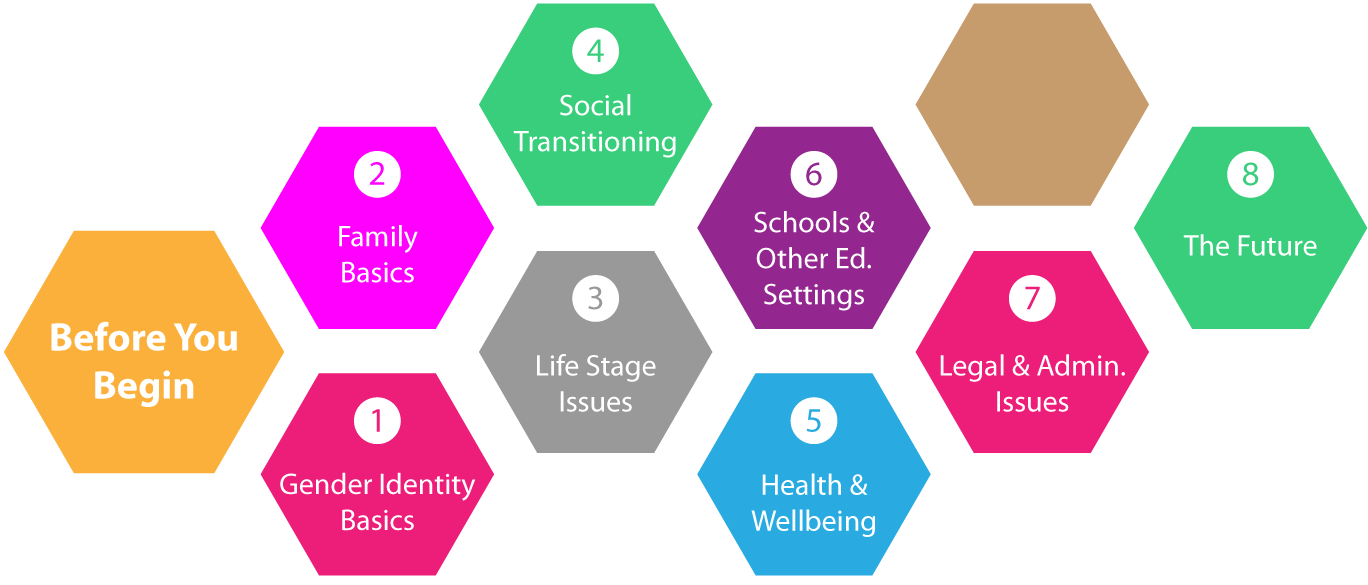 Before You
Begin
1
Gender Identity
Basics
2
Family
Basics
3
Life Stage
Issues
4
Social
Transitioning
5
Health &
Wellbeing
6
Schools &
Other Ed.
Settings
7
Legal & Admin.
Issues
8
The Future